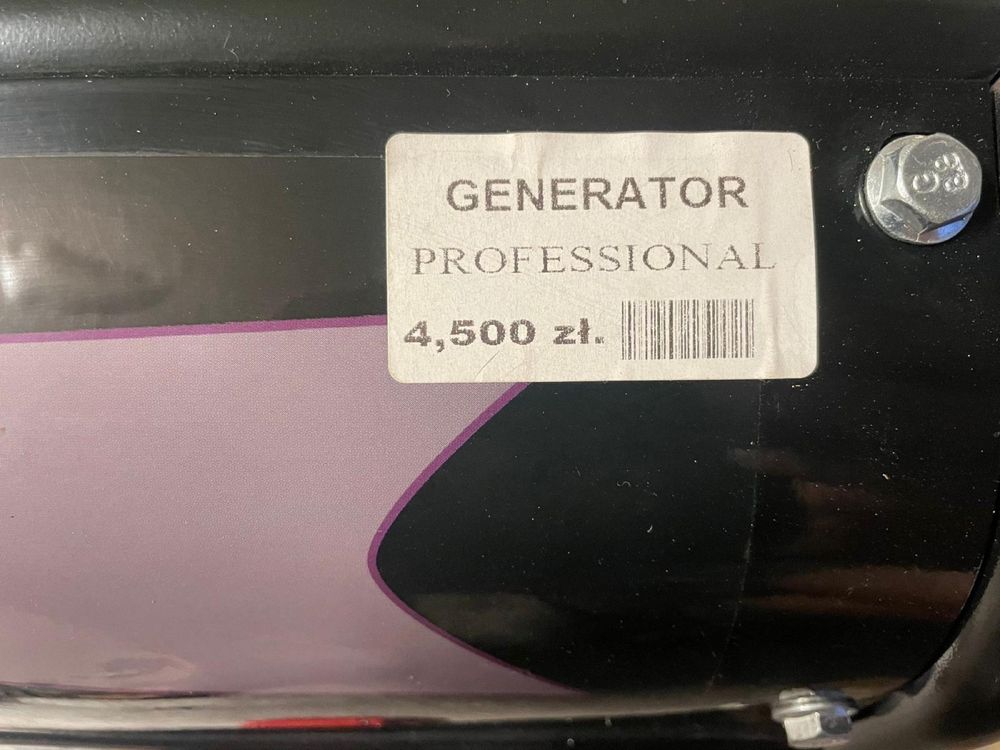 GENERATOR
PROFESSIONAL
4,500 zł.